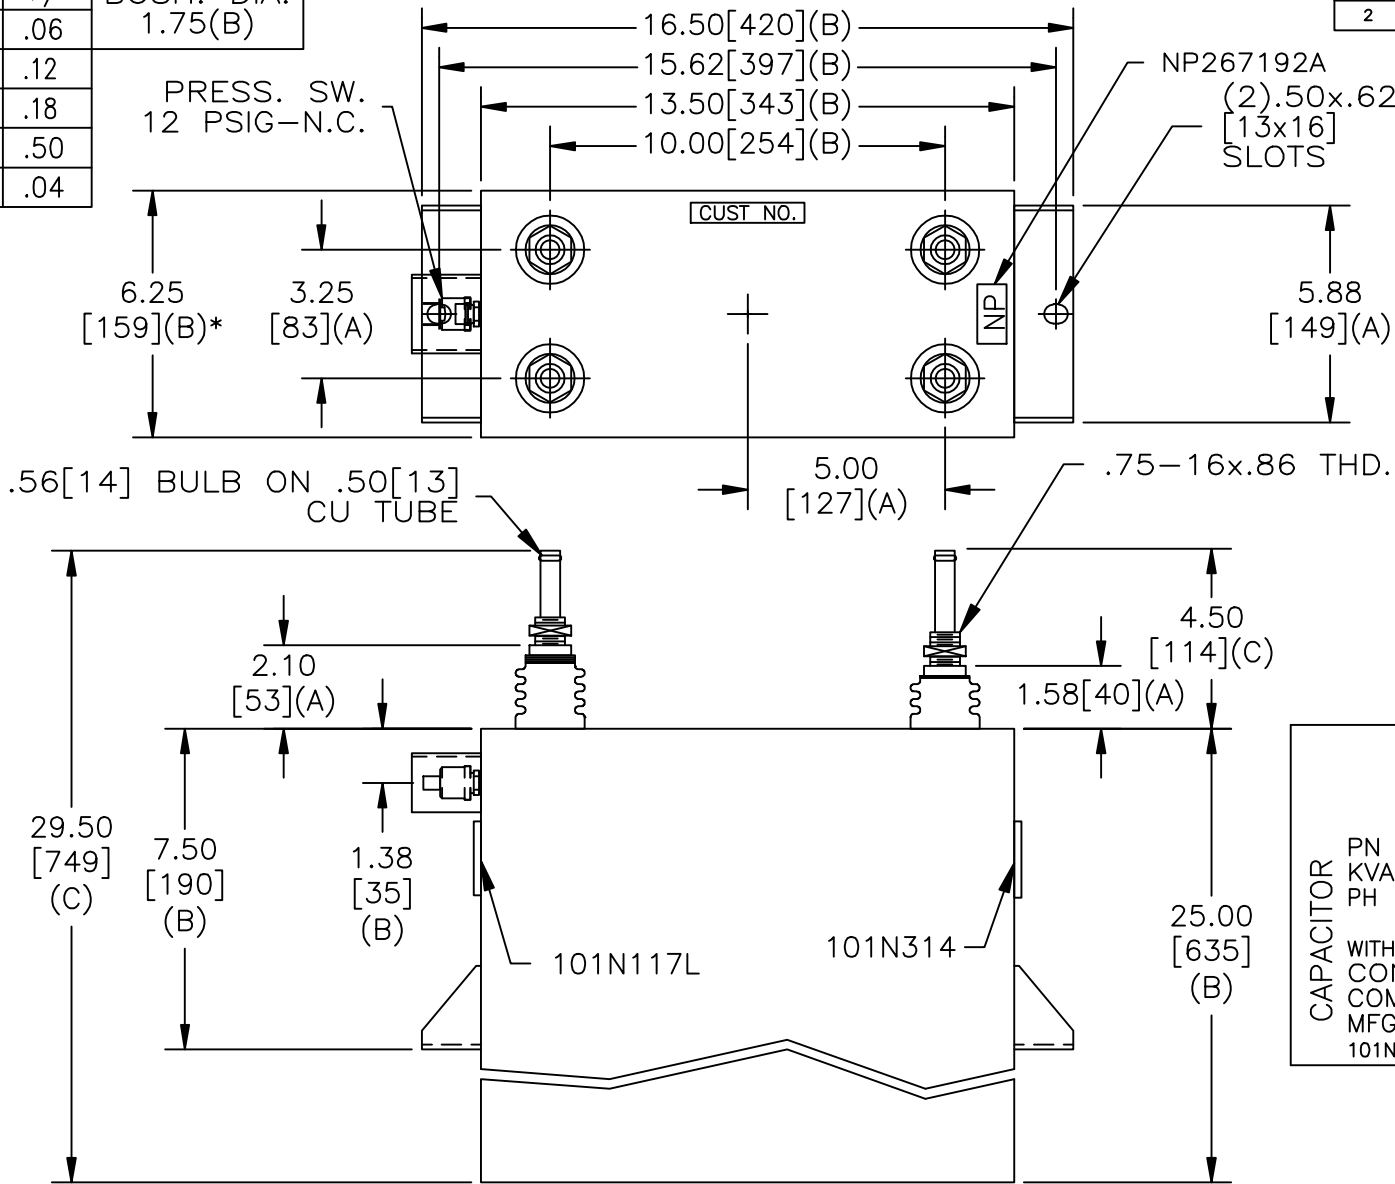 +/-
BUSH. DIA.
.06
1.75(B)
.12
.18
.50
.04
2
16.50[420](B)
15.62[397](B)
13.50[343](B)
10.00[254](B)
PRESS. SW.
12 PSIG-N.C.
NP267192A
(2).50x.62
[13x16]
SLOTS
CUST NO.
6.25
[159](B)*
3.25
[83](A)
NP
5.88
[149](A)
5.00
[127](A)
.75-16x.86 THD.
.56[14] BULB ON .50[13]
CU TUBE
4.50
[114](C)
2.10
[53](A)
1.58[40](A)
29.50
[749]
(C)
7.50
[190]
(B)
1.38
[35]
(B)
101N117L
101N314
25.00
[635]
(B)
CAPACITOR
PN
KVA
PH
WITH
CON
COM
MFG
101N